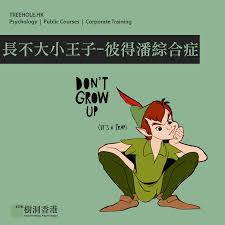 TREEHOLE.HK
Psychology | Public Courses | Corporate Training
長不大小王子-彼得潘綜合症
DON'T
GROW
UP
(IT'S A TRAP)
樹洞香港